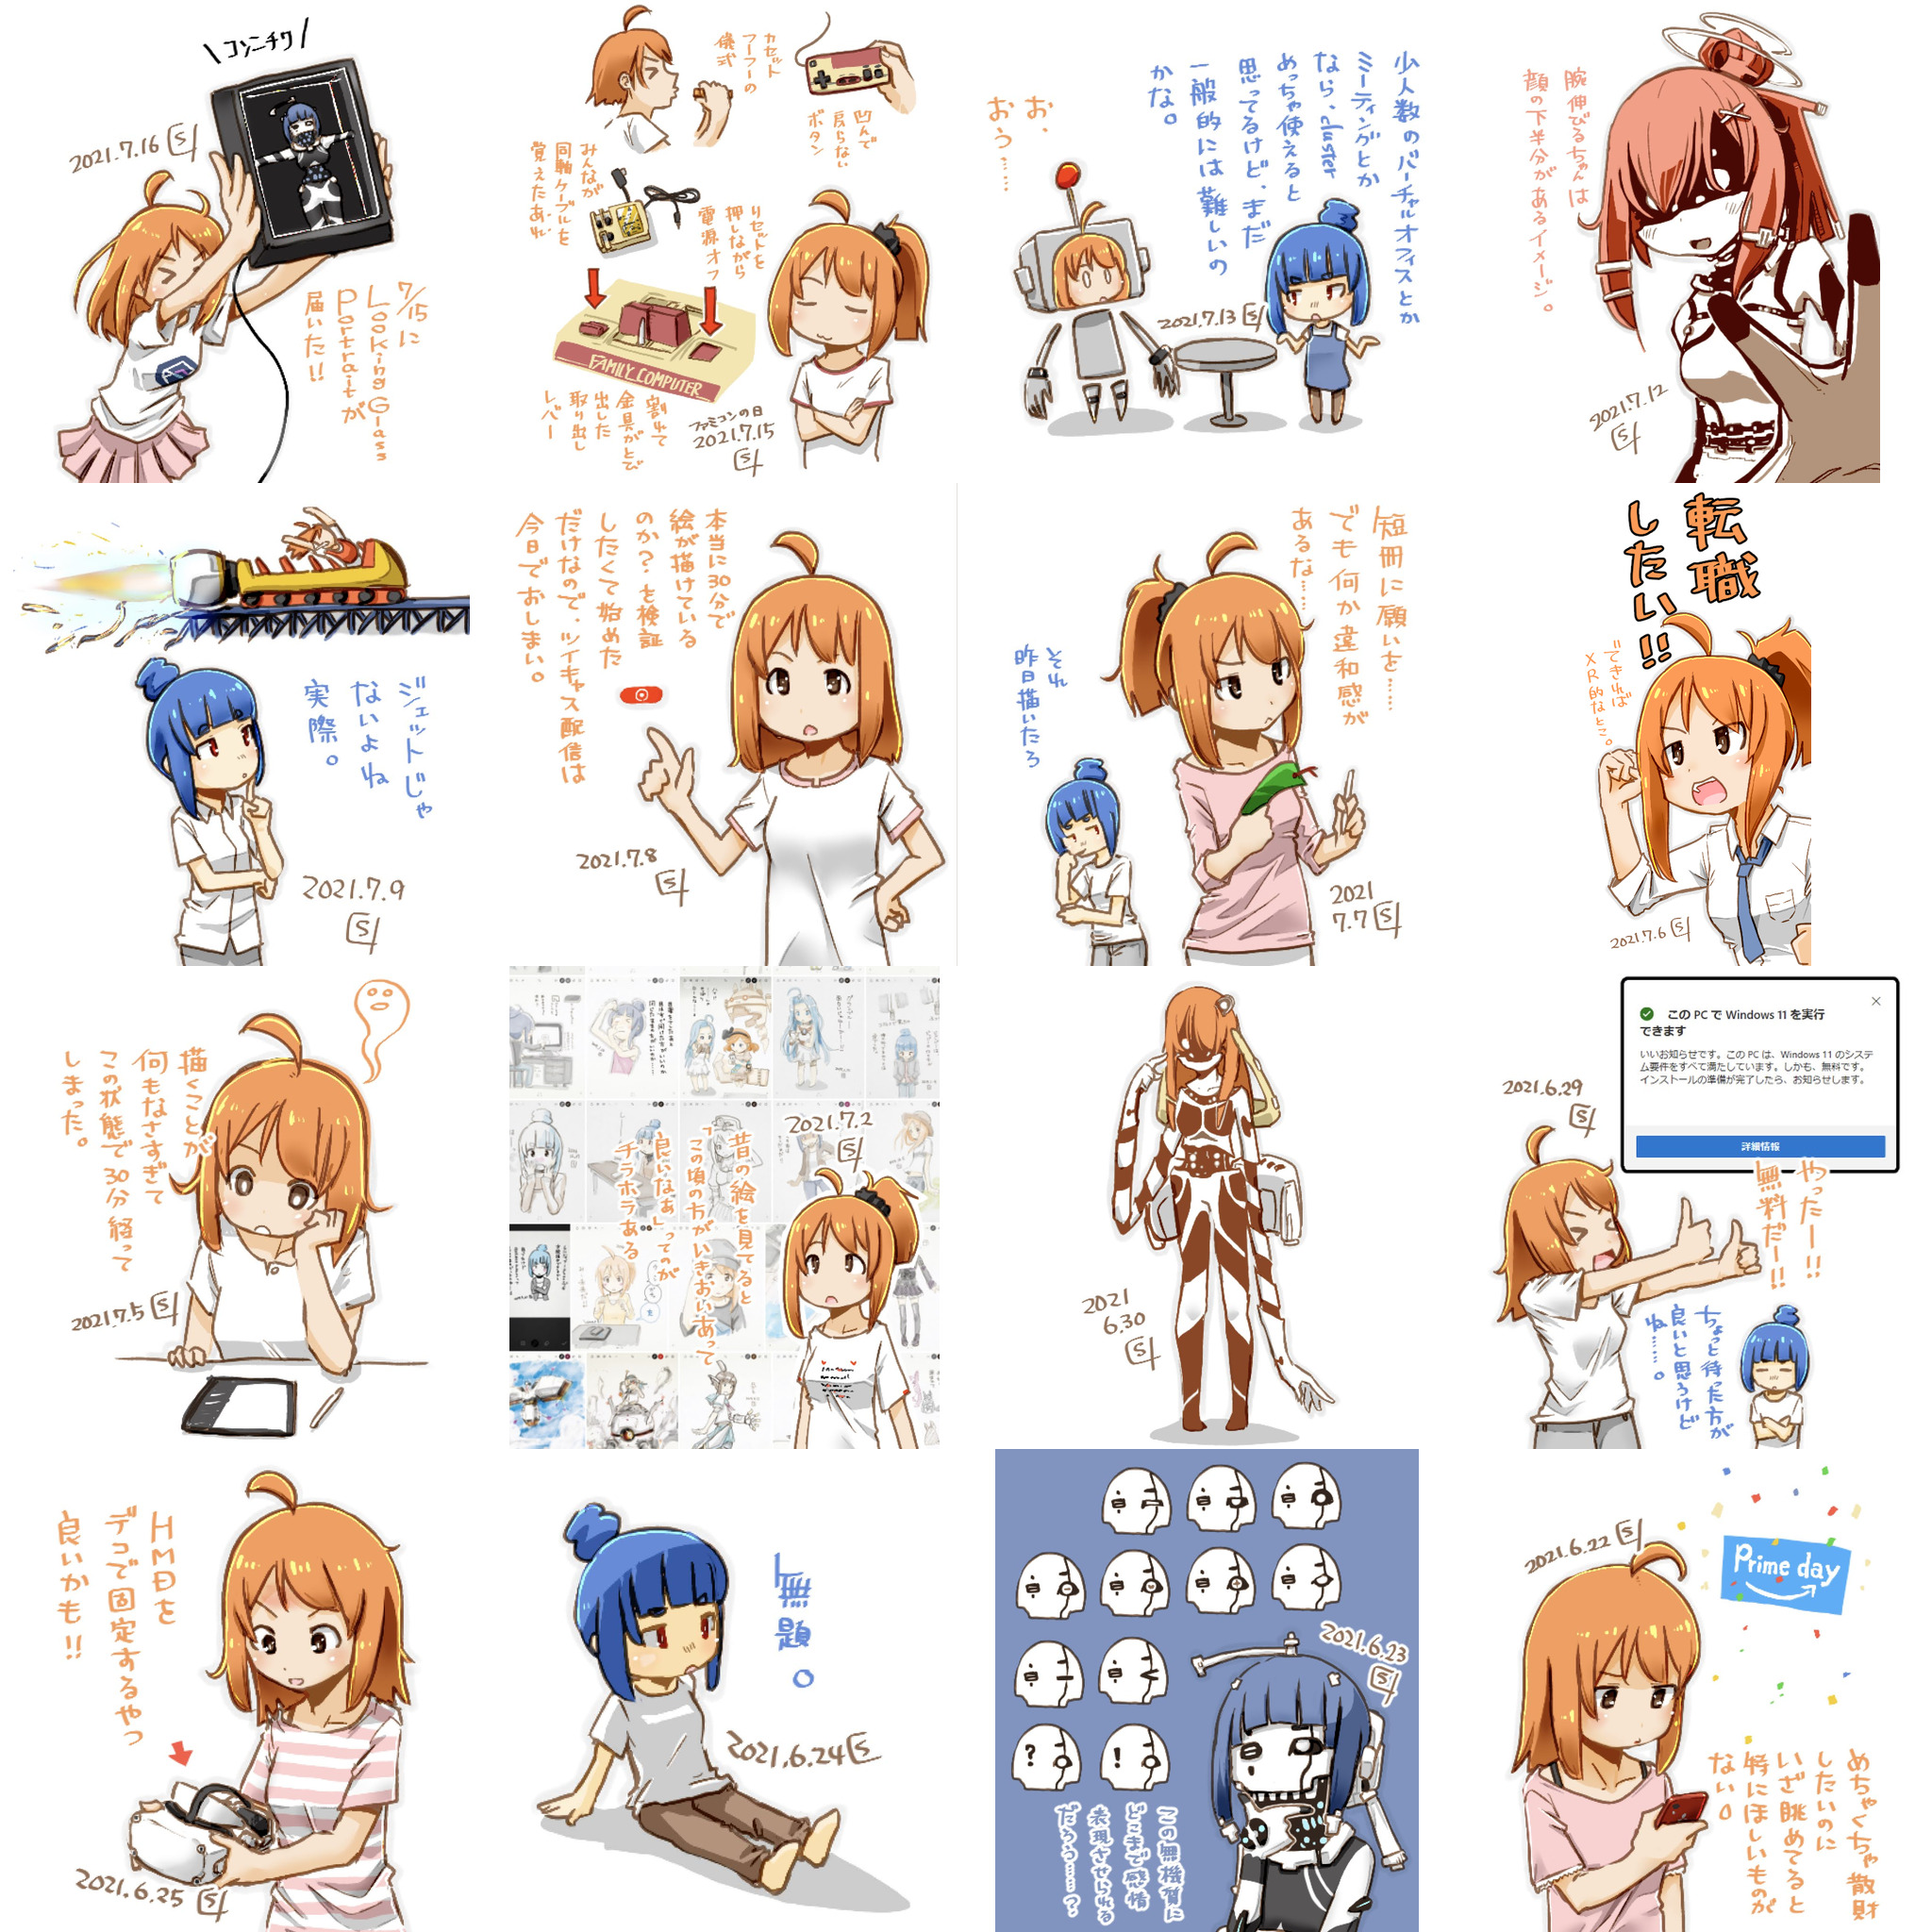 \コンニチワ/
2021.7.16
7/15に
Looking Glass
Portraitが
届いた!!
カセット
フーフーの
儀式
凹んで
戻らない
ボタン
みんなが
同軸ケーブルを
覚えたあれ
リセットを
押しながら
電源オフ
FAMILY COMPUTER
割れて
金具がとび
出した
取り出し
レバー
ファミコンの日
2021.7.15
少人数のバーチャルオフィスとか
ミーティングとか
なら、cluster
めっちゃ使えると
思ってるけど、まだ
一般的には難しいの
かな。
お、
おう……
2021.7.13
腕伸びるちゃんは
顔の下半分があるイメージ。
2021.7.12
ジェットじゃ
ないよね
実際。
2021.7.9
本当に30分で
絵が描けている
のか?を検証
したくて始めた
だけなので、ツイキャス配信は
今日でおしまい。
2021.7.8
短冊に願いを……
でも何か違和感が
あるな……
それ
昨日描いたろ
2021
7.7
転職
したい!!
できれば
XR的なとこ。
2021.7.6
描くことが
何もなさすぎて
この状態で30分経って
しまった。
2021.7.5
2021.7.2
昔の絵を見てると
「この頃の方がいきおいあって
良いなぁ」ってのが
チラホラある
2021
6.30
このPCでWindows 11を実行
できます
いいお知らせです。このPCは、Windows 11のシステ
ム要件をすべて満たしています。しかも、無料です。
インストールの準備が完了したら、お知らせします。
詳細情報
2021.6.29
やったー!!
無料だー!!
ちょっと待った方が
良いと思うけど
ね……。
HMDを
デコで固定するやつ
良いかも!!
2021.6.25
無題。
2021.6.24
2021.6.23
?
!
この無機質に
どこまで感情
表現させられる
だろう……?
2021.6.22
Prime day
めちゃくちゃ散財
したいのに
いざ眺めてると
特にほしいものが
ない。